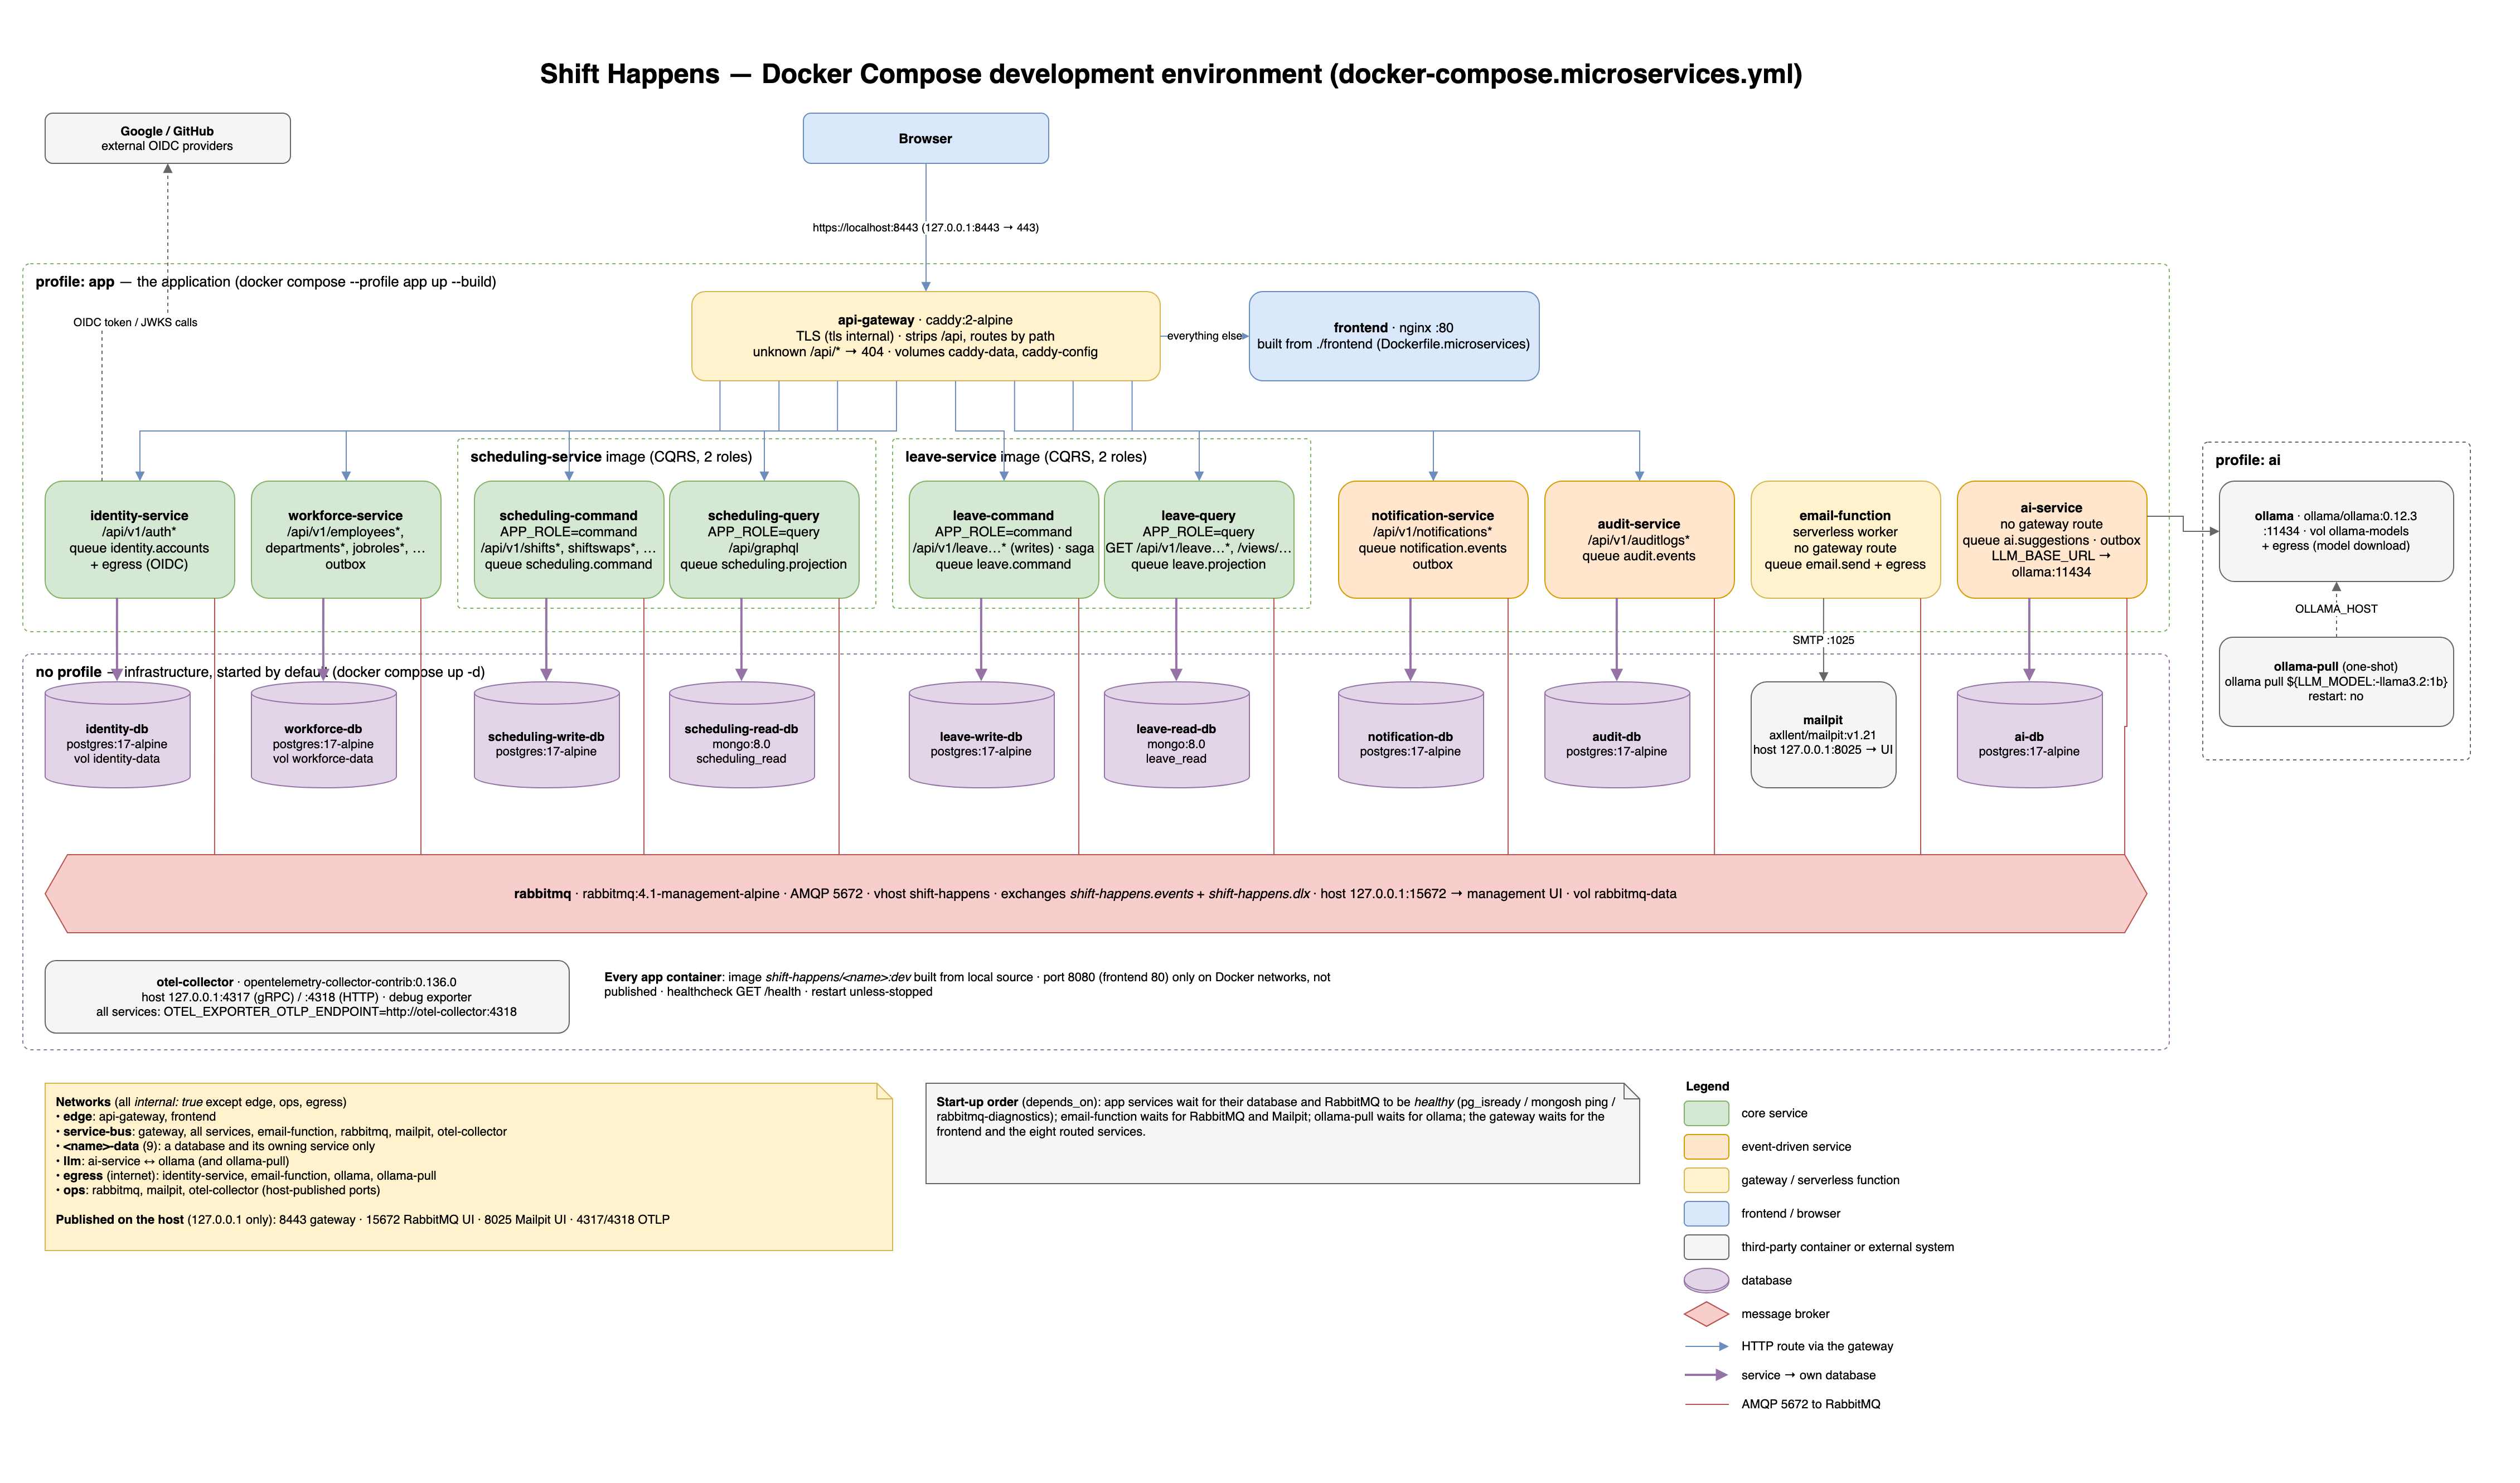 Shift Happens — Docker Compose development environment (docker-compose.microservices.yml)
Google / GitHub
external OIDC providers
Browser
https://localhost:8443 (127.0.0.1:8443 → 443)
profile: app — the application (docker compose --profile app up --build)
OIDC token / JWKS calls
api-gateway · caddy:2-alpine
TLS (tls internal) · strips /api, routes by path
unknown /api/* → 404 · volumes caddy-data, caddy-config
everything else
frontend · nginx :80
built from ./frontend (Dockerfile.microservices)
scheduling-service image (CQRS, 2 roles)
leave-service image (CQRS, 2 roles)
profile: ai
identity-service
/api/v1/auth*
queue identity.accounts
+ egress (OIDC)
workforce-service
/api/v1/employees*,
departments*, jobroles*, …
outbox
scheduling-command
APP_ROLE=command
/api/v1/shifts*, shiftswaps*, …
queue scheduling.command
scheduling-query
APP_ROLE=query
/api/graphql
queue scheduling.projection
leave-command
APP_ROLE=command
/api/v1/leave…* (writes) · saga
queue leave.command
leave-query
APP_ROLE=query
GET /api/v1/leave…*, /views/…
queue leave.projection
notification-service
/api/v1/notifications*
queue notification.events
outbox
audit-service
/api/v1/auditlogs*
queue audit.events
email-function
serverless worker
no gateway route
queue email.send + egress
ai-service
no gateway route
queue ai.suggestions · outbox
LLM_BASE_URL →
ollama:11434
ollama · ollama/ollama:0.12.3
:11434 · vol ollama-models
+ egress (model download)
OLLAMA_HOST
ollama-pull (one-shot)
ollama pull ${LLM_MODEL:-llama3.2:1b}
restart: no
SMTP :1025
no profile — infrastructure, started by default (docker compose up -d)
identity-db
postgres:17-alpine
vol identity-data
workforce-db
postgres:17-alpine
vol workforce-data
scheduling-write-db
postgres:17-alpine
scheduling-read-db
mongo:8.0
scheduling_read
leave-write-db
postgres:17-alpine
leave-read-db
mongo:8.0
leave_read
notification-db
postgres:17-alpine
audit-db
postgres:17-alpine
mailpit
axllent/mailpit:v1.21
host 127.0.0.1:8025 → UI
ai-db
postgres:17-alpine
rabbitmq · rabbitmq:4.1-management-alpine · AMQP 5672 · vhost shift-happens · exchanges shift-happens.events + shift-happens.dlx · host 127.0.0.1:15672 → management UI · vol rabbitmq-data
otel-collector · opentelemetry-collector-contrib:0.136.0
host 127.0.0.1:4317 (gRPC) / :4318 (HTTP) · debug exporter
all services: OTEL_EXPORTER_OTLP_ENDPOINT=http://otel-collector:4318
Every app container: image shift-happens/<name>:dev built from local source · port 8080 (frontend 80) only on Docker networks, not
published · healthcheck GET /health · restart unless-stopped
Networks (all internal: true except edge, ops, egress)
• edge: api-gateway, frontend
• service-bus: gateway, all services, email-function, rabbitmq, mailpit, otel-collector
• <name>-data (9): a database and its owning service only
• llm: ai-service ↔ ollama (and ollama-pull)
• egress (internet): identity-service, email-function, ollama, ollama-pull
• ops: rabbitmq, mailpit, otel-collector (host-published ports)
Published on the host (127.0.0.1 only): 8443 gateway · 15672 RabbitMQ UI · 8025 Mailpit UI · 4317/4318 OTLP
Start-up order (depends_on): app services wait for their database and RabbitMQ to be healthy (pg_isready / mongosh ping /
rabbitmq-diagnostics); email-function waits for RabbitMQ and Mailpit; ollama-pull waits for ollama; the gateway waits for the
frontend and the eight routed services.
Legend
core service
event-driven service
gateway / serverless function
frontend / browser
third-party container or external system
database
message broker
HTTP route via the gateway
service → own database
AMQP 5672 to RabbitMQ